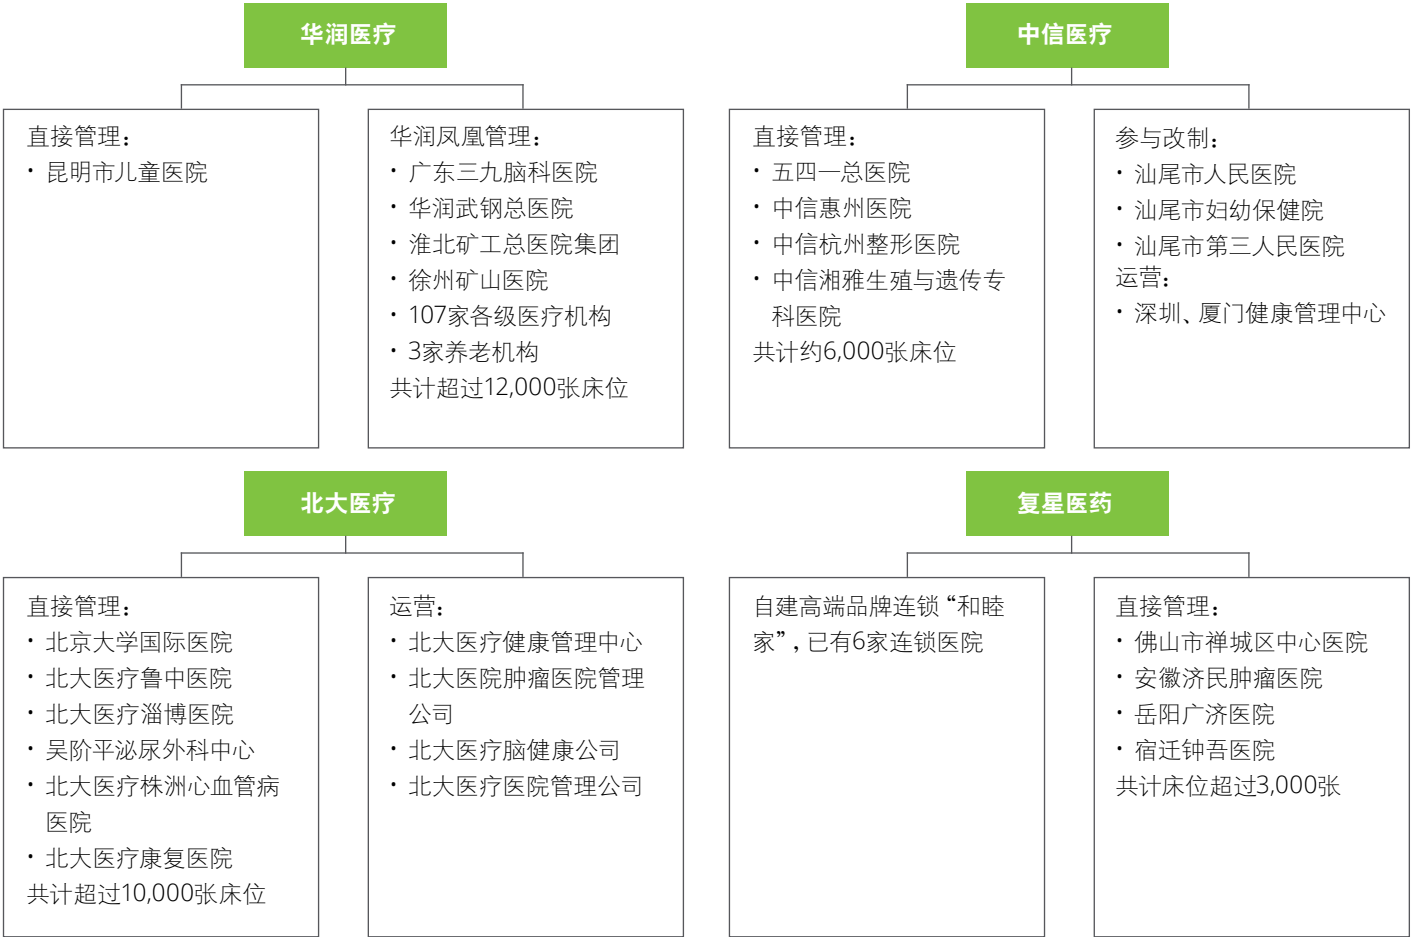 华润医疗
直接管理：
· 昆明市儿童医院
华润凤凰管理：
· 广东三九脑科医院
· 华润武钢总医院
· 淮北矿工总医院集团
· 徐州矿山医院
· 107家各级医疗机构
· 3家养老机构
共计超过12,000张床位
中信医疗
直接管理：
· 五四一总医院
· 中信惠州医院
· 中信杭州整形医院
· 中信湘雅生殖与遗传专
科医院
共计约6,000张床位
参与改制：
· 汕尾市人民医院
· 汕尾市妇幼保健院
· 汕尾市第三人民医院
运营：
· 深圳、厦门健康管理中心
北大医疗
直接管理：
· 北京大学国际医院
· 北大医疗鲁中医院
· 北大医疗淄博医院
· 吴阶平泌尿外科中心
· 北大医疗株洲心血管病
医院
· 北大医疗康复医院
共计超过10,000张床位
运营：
· 北大医疗健康管理中心
· 北大医院肿瘤医院管理
公司
· 北大医疗脑健康公司
· 北大医疗医院管理公司
复星医药
自建高端品牌连锁“和睦
家”，已有6家连锁医院
直接管理：
· 佛山市禅城区中心医院
· 安徽济民肿瘤医院
· 岳阳广济医院
· 宿迁钟吾医院
共计床位超过3,000张